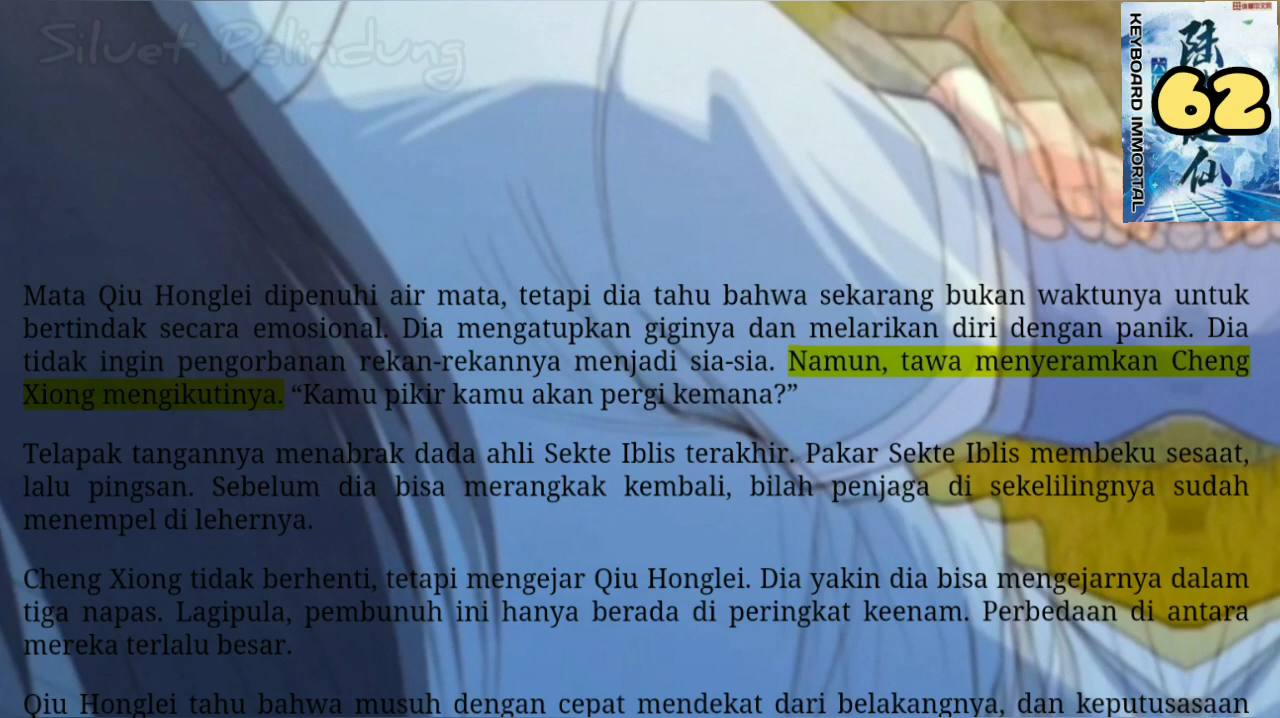 Siluet Pelindung
KEYBOARD IMMORTAL
62
仙
Mata Qiu Honglei dipenuhi air mata, tetapi dia tahu bahwa sekarang bukan waktunya untuk
bertindak secara emosional. Dia mengatupkan giginya dan melarikan diri dengan panik. Dia
tidak ingin pengorbanan rekan-rekannya menjadi sia-sia. Namun, tawa menyeramkan Cheng
Xiong mengikutinya. “Kamu pikir kamu akan pergi kemana?”
Telapak tangannya menabrak dada ahli Sekte Iblis terakhir. Pakar Sekte Iblis membeku sesaat,
lalu pingsan. Sebelum dia bisa merangkak kembali, bilah penjaga di sekelilingnya sudah
menempel di lehernya.
Cheng Xiong tidak berhenti, tetapi mengejar Qiu Honglei. Dia yakin dia bisa mengejarnya dalam
tiga napas. Lagipula, pembunuh ini hanya berada di peringkat keenam. Perbedaan di antara
mereka terlalu besar.
Qiu Honglei tahu bahwa musuh dengan cepat mendekat dari belakangnya, dan keputusasaan